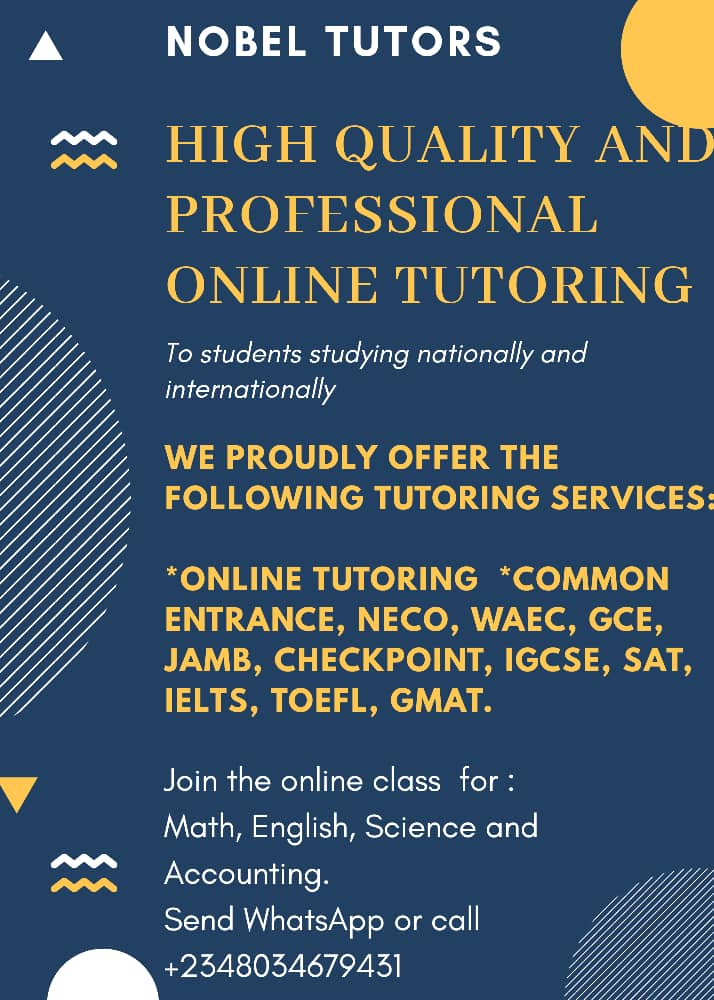 NOBEL TUTORS
HIGH QUALITY AND
PROFESSIONAL
ONLINE TUTORING
To students studying nationally and
internationally
WE PROUDLY OFFER THE
FOLLOWING TUTORING SERVICES:
*ONLINE TUTORING  *COMMON
ENTRANCE, NECO, WAEC, GCE,
JAMB, CHECKPOINT, IGCSE, SAT,
IELTS, TOEFL, GMAT.
Join the online class  for :
Math, English, Science and
Accounting.
Send WhatsApp or call
+2348034679431